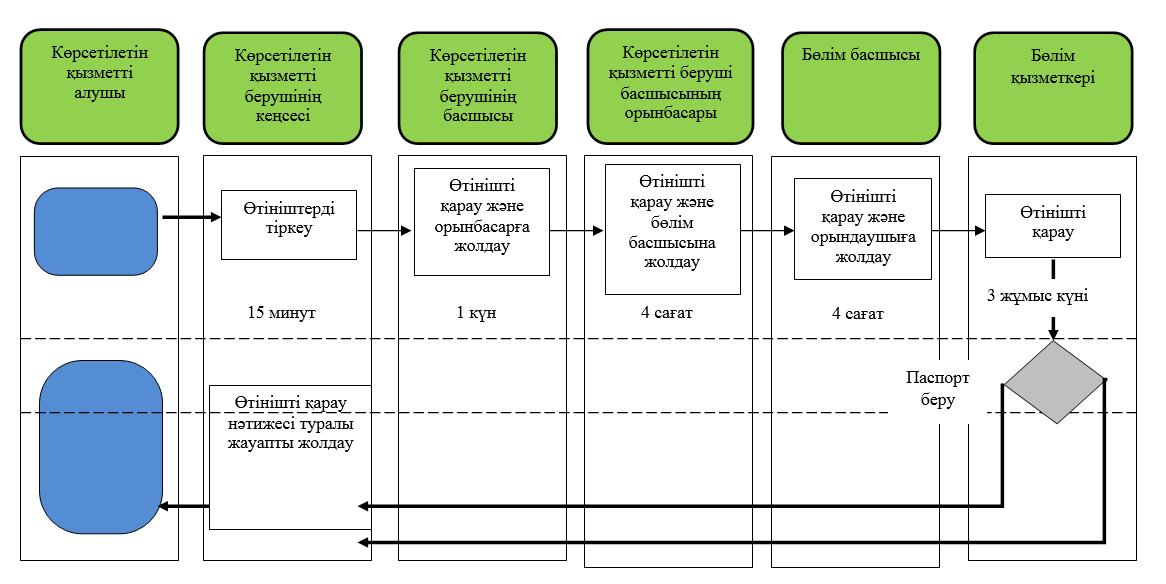 Көрсетілетін
қызметті
алушы
Көрсетілетін
қызметті
берушінің
кеңсесі
Көрсетілетін
қызметті
берушінің
басшысы
Көрсетілетін
қызметті беруші
басшысының
орынбасары
Бөлім басшысы
Бөлім
қызметкері
Өтініштерді
тіркеу
Өтінішті
қарау және
орынбасарға
жолдау
Өтінішті
қарау және
бөлім
басшысына
жолдау
Өтінішті
қарау және
орындаушыға
жолдау
Өтінішті
қарау
15 минут
1 күн
4 сағат
4 сағат
3 жұмыс күні
Паспорт
беру
Өтінішті қарау
нәтижесі туралы
жауапты жолдау